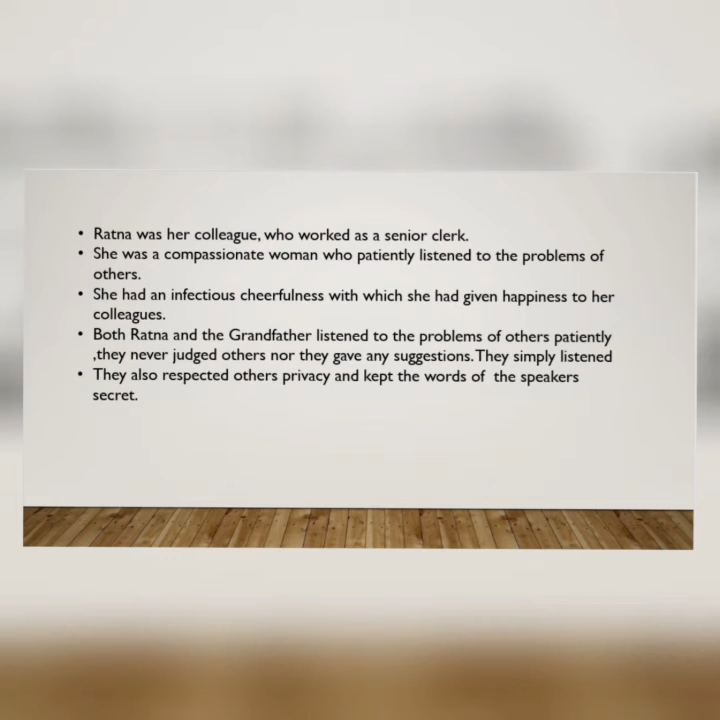 • Ratna was her colleague, who worked as a senior clerk.
• She was a compassionate woman who patiently listened to the problems of
others.
• She had an infectious cheerfulness with which she had given happiness to her
colleagues.
• Both Ratna and the Grandfather listened to the problems of others patiently
,they never judged others nor they gave any suggestions. They simply listened
• They also respected others privacy and kept the words of the speakers
secret.